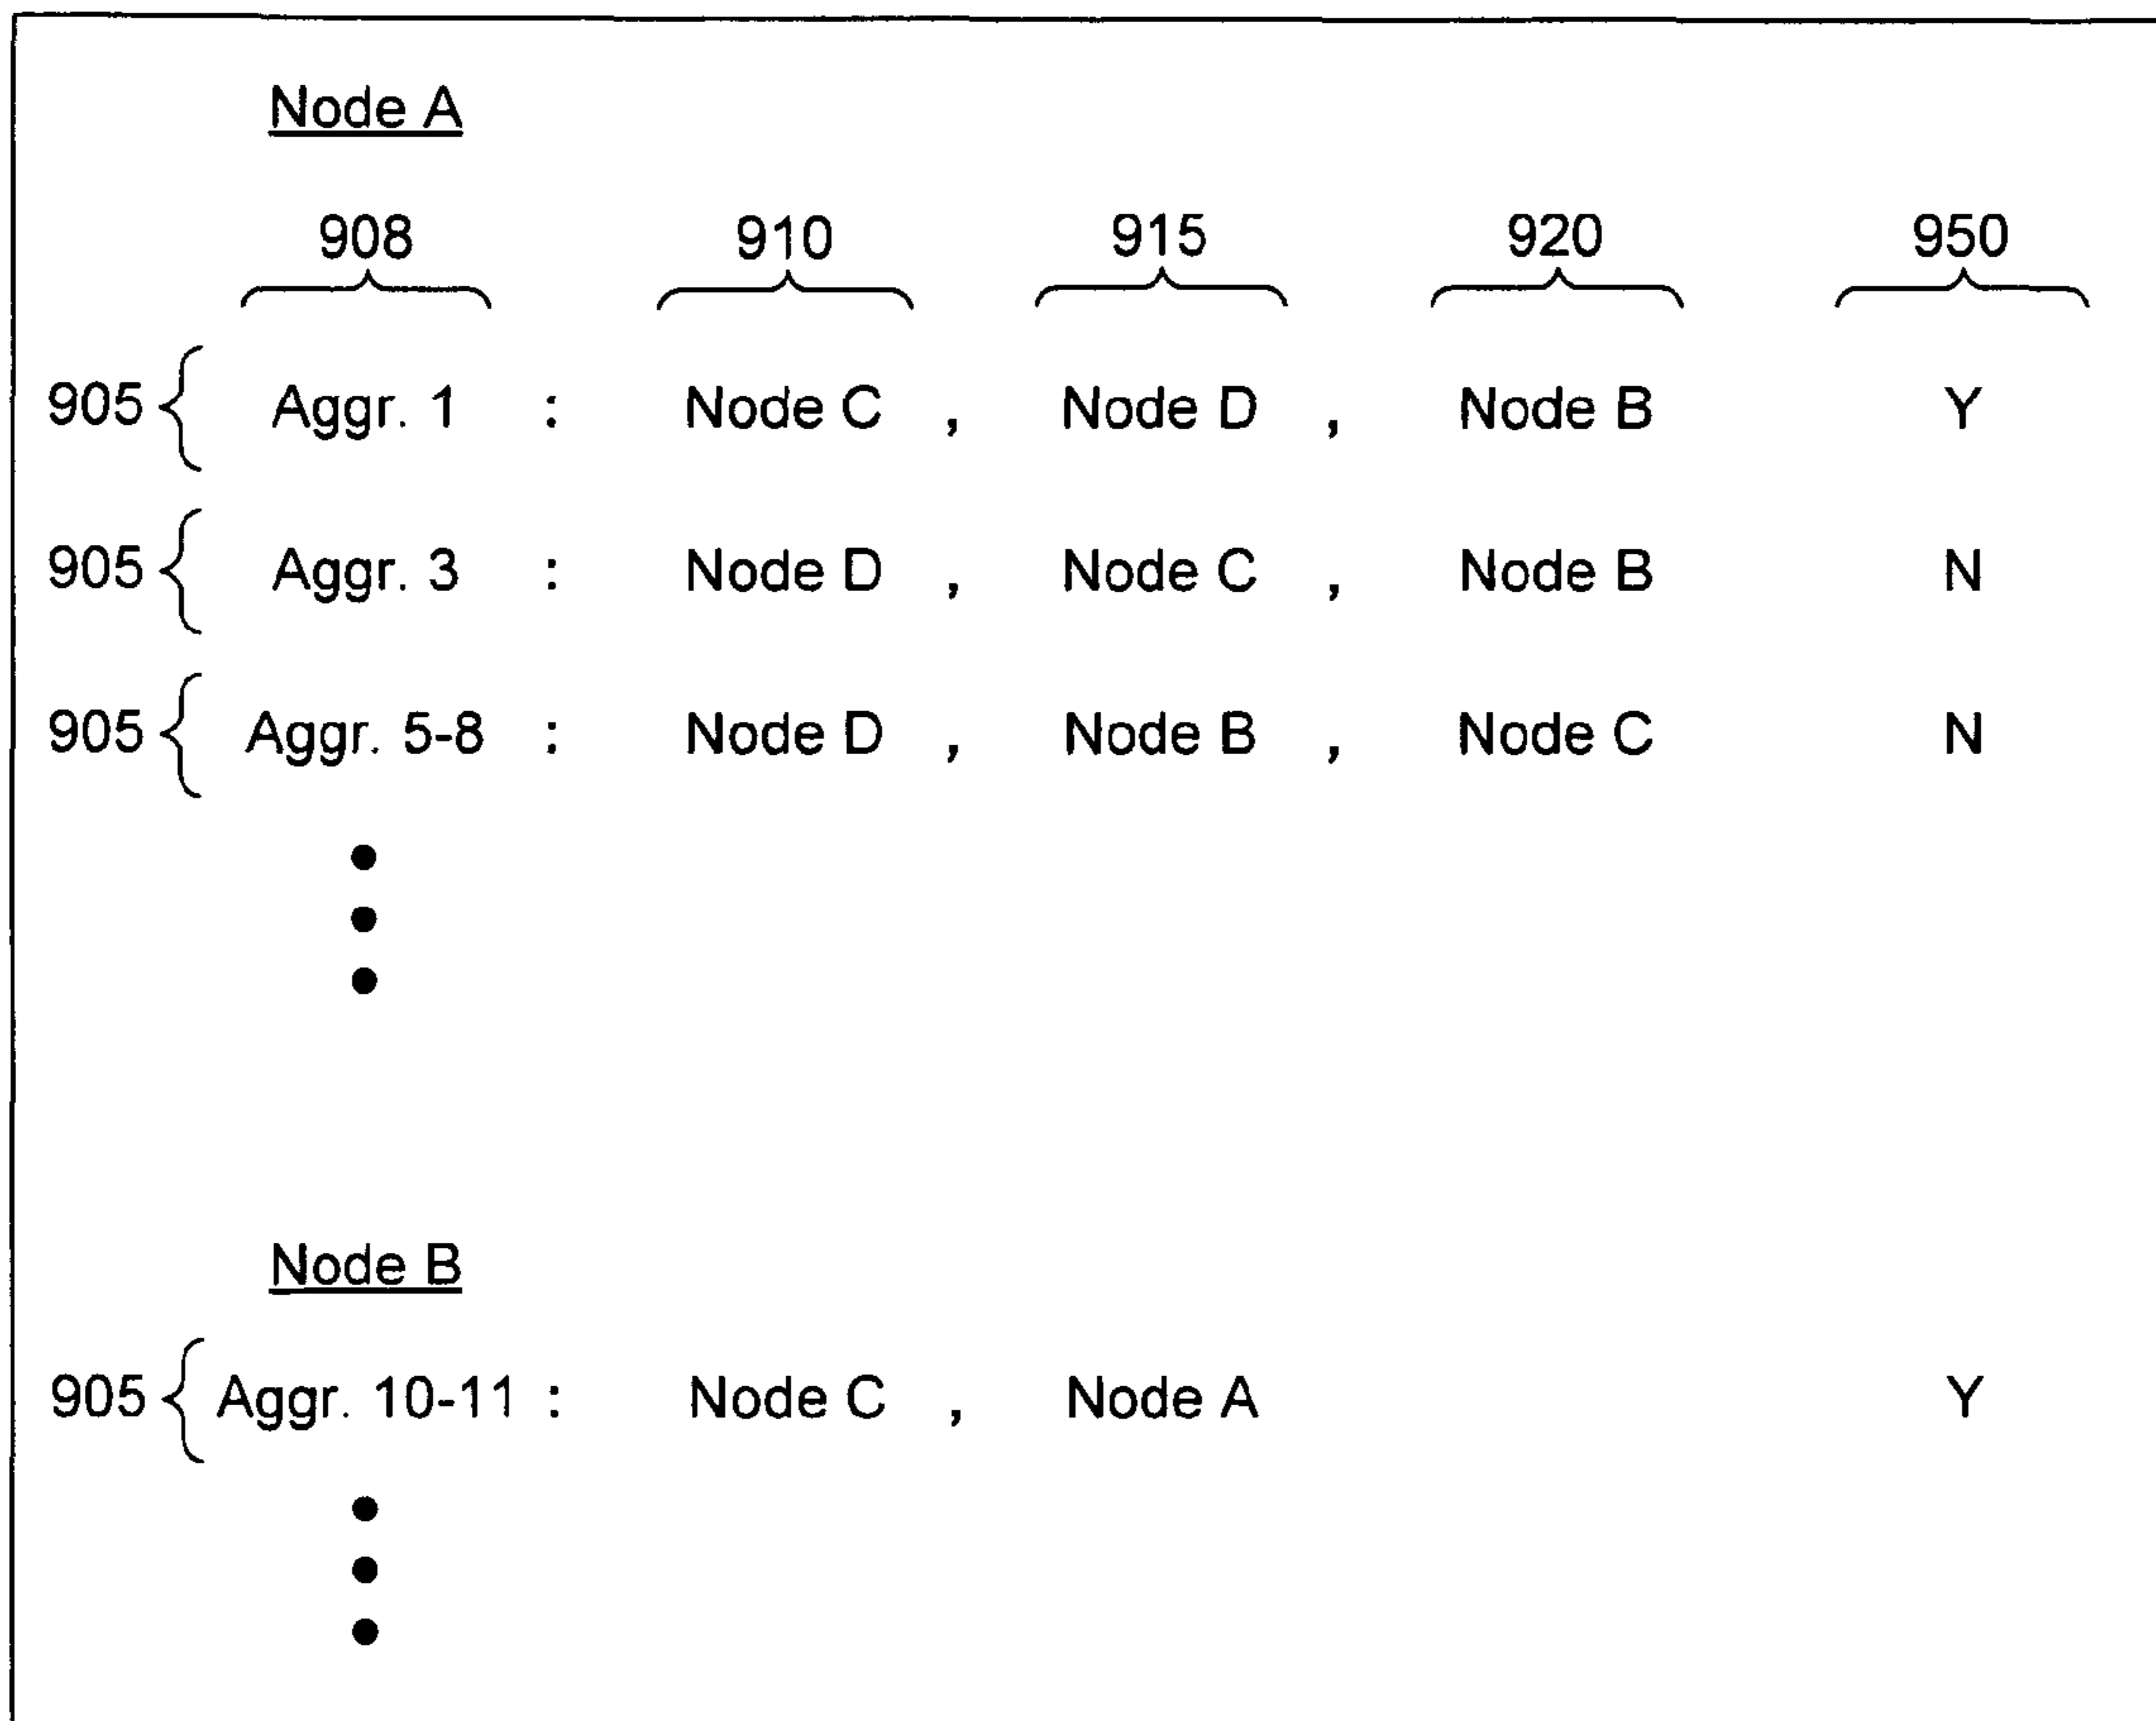 Node A
908 910 915 920 950
905 Aggr. 1 : Node C , Node D , Node B Y
905 Aggr. 3 : Node D , Node C , Node B N
905 Aggr. 5-8 : Node D , Node B , Node C N
Node B
905 Aggr. 10-11 : Node C , Node A Y